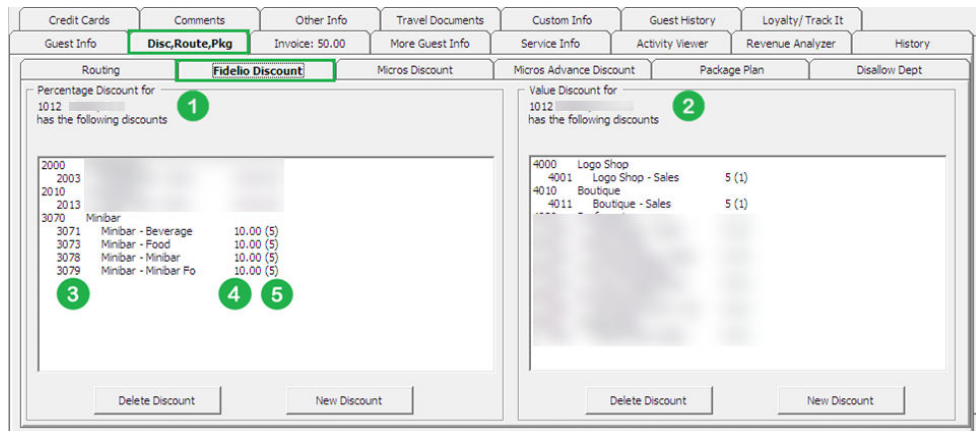 Credit Cards Comments Other Info Travel Documents Custom Info Guest History Loyalty/ Track It
Guest Info Disc,Route,Pkg Invoice: 50.00 More Guest Info Service Info Activity Viewer Revenue Analyzer History
Routing Fidelio Discount Micros Discount Micros Advance Discount Package Plan Disallow Dept
Percentage Discount for
1012
has the following discounts
1
2000
2003
2010
2013
3070 Minibar
3071 Minibar - Beverage 10.00 (5)
3073 Minibar - Food 10.00 (5)
3078 Minibar - Minibar 10.00 (5)
3079 Minibar - Minibar Fo 10.00 (5)
3 4 5
Delete Discount New Discount
Value Discount for
1012
has the following discounts
2
4000 Logo Shop
4001 Logo Shop - Sales 5 (1)
4010 Boutique
4011 Boutique - Sales 5 (1)
Delete Discount New Discount